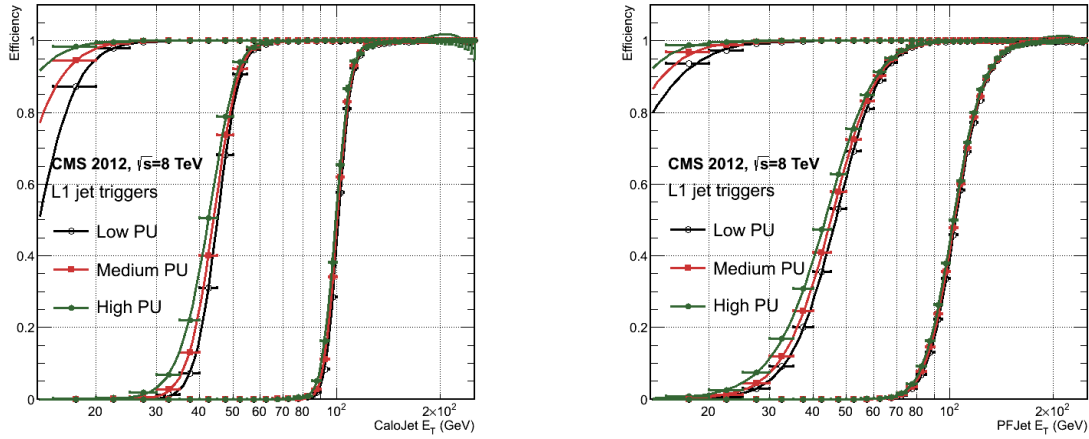 Efficiency
1
0.8
0.6
0.4
0.2
0
CMS 2012, √s=8 TeV
L1 jet triggers
Low PU
Medium PU
High PU
20 30 40 50 60 70 80 10² 2×10²
CaloJet E_T (GeV)
Efficiency
1
0.8
0.6
0.4
0.2
0
CMS 2012, √s=8 TeV
L1 jet triggers
Low PU
Medium PU
High PU
20 30 40 50 60 70 80 10² 2×10²
PFJet E_T (GeV)